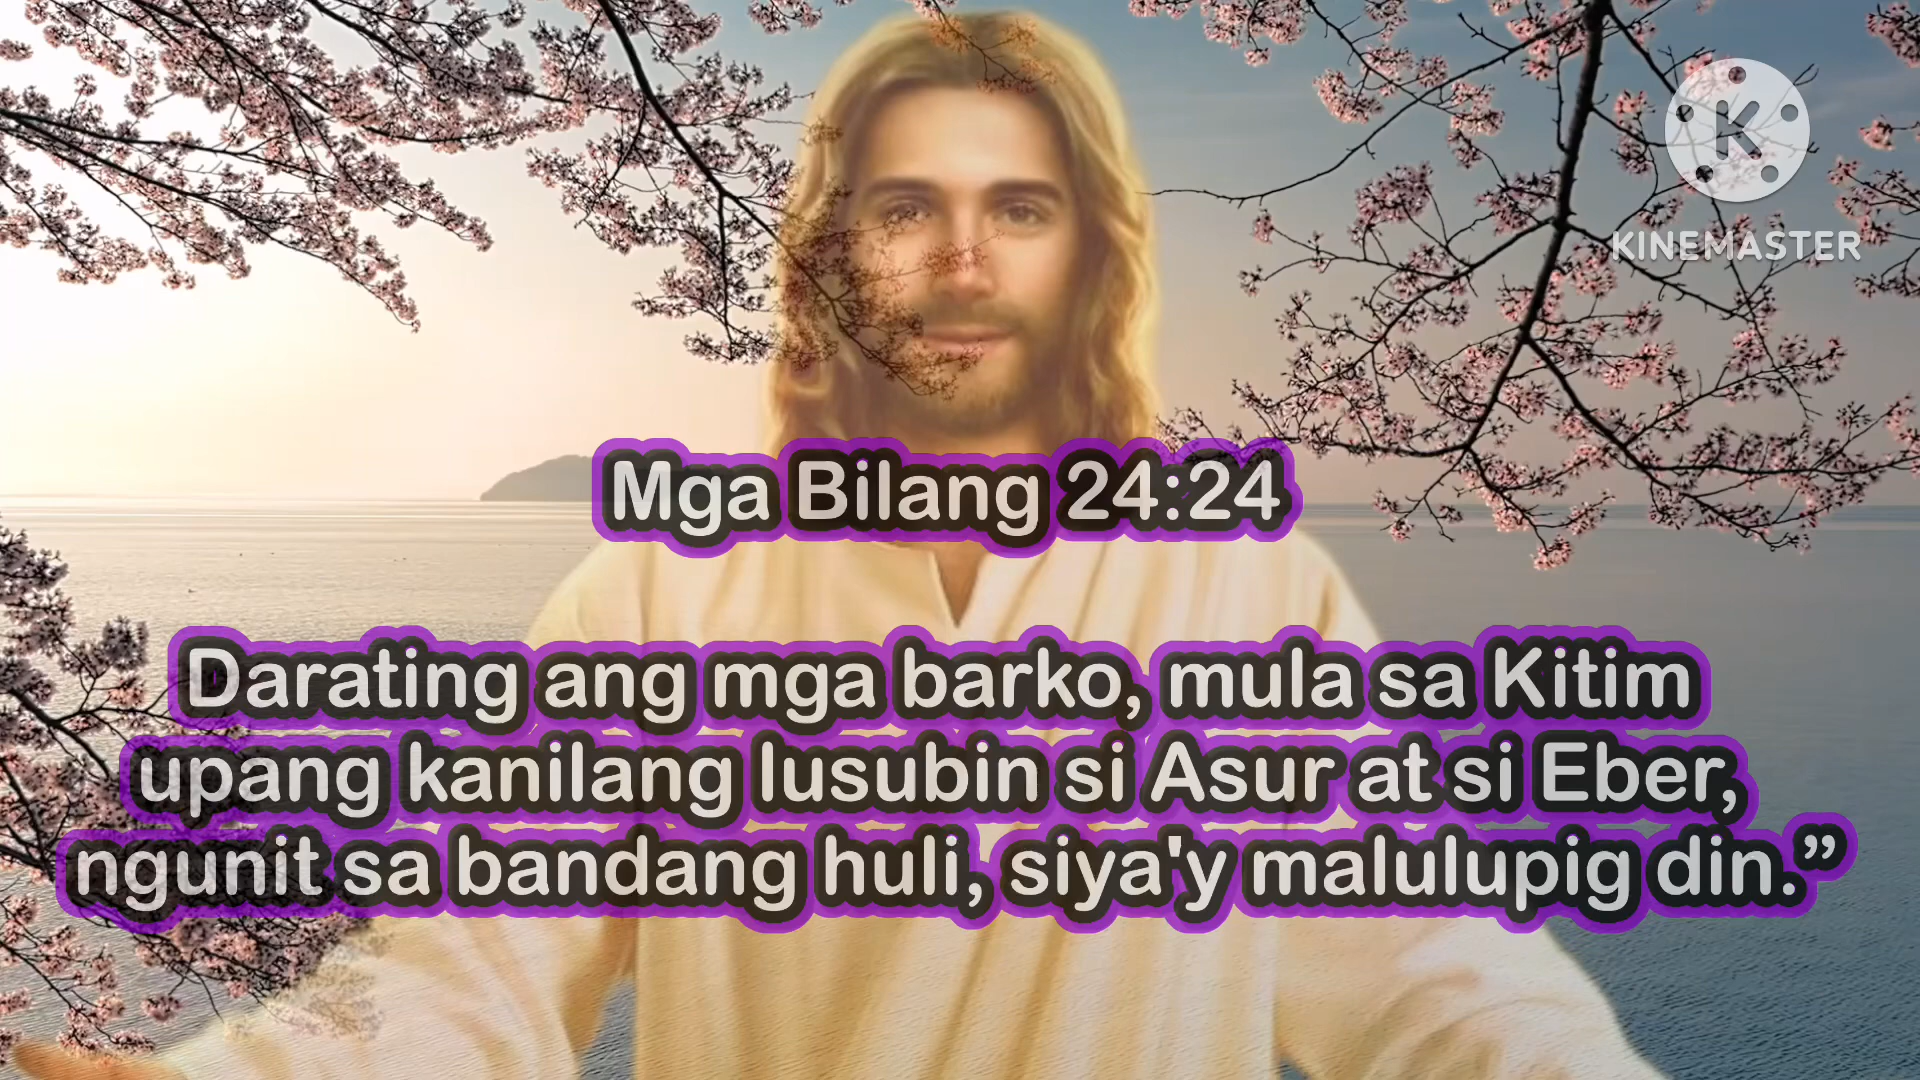 K
KINEMASTER
Mga Bilang 24:24
Darating ang mga barko, mula sa Kitim
upang kanilang lusubin si Asur at si Eber,
ngunit sa bandang huli, siya'y malulupig din.”